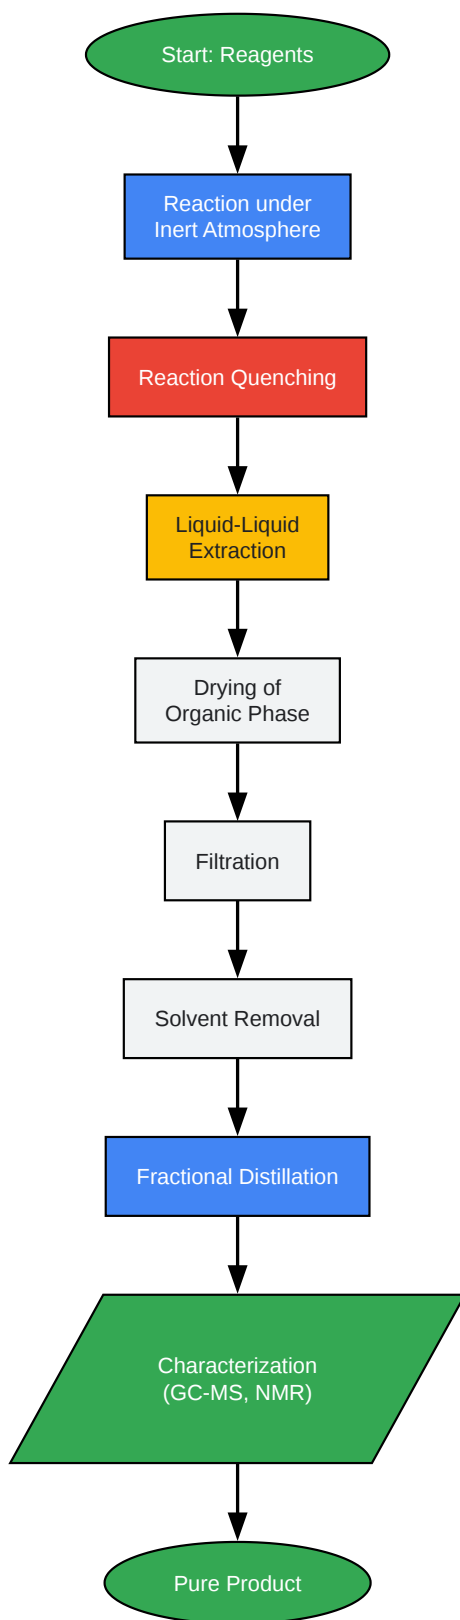 Start: Reagents
Reaction under
Inert Atmosphere
Reaction Quenching
Liquid-Liquid
Extraction
Drying of
Organic Phase
Filtration
Solvent Removal
Fractional Distillation
Characterization
(GC-MS, NMR)
Pure Product